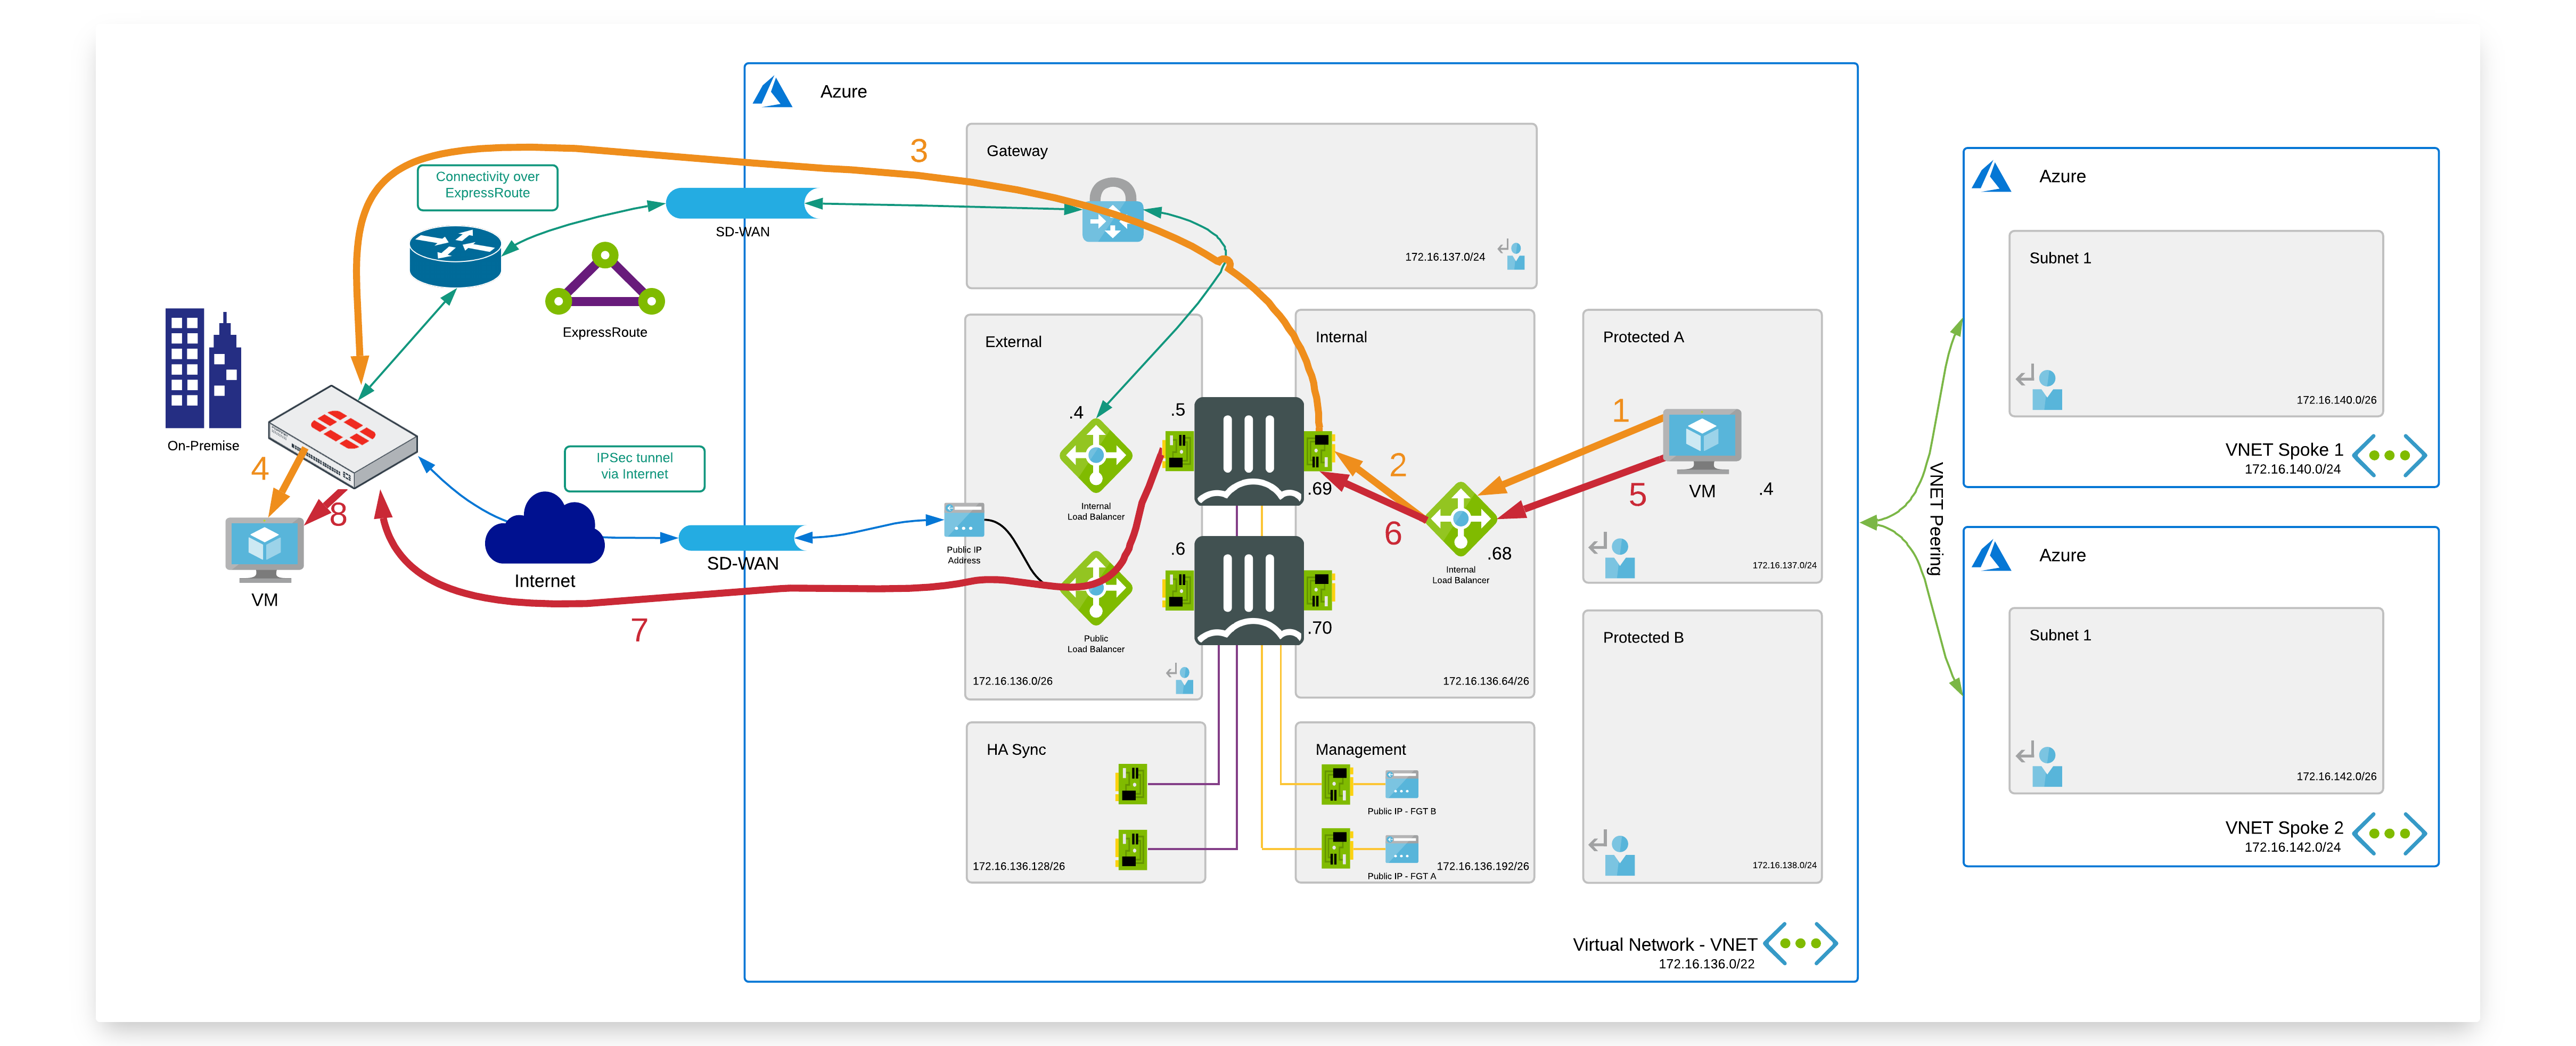 Azure
3
Gateway
Connectivity over
ExpressRoute
SD-WAN
172.16.137.0/24
ExpressRoute
On-Premise
External
Internal
Protected A
.4
.5
1
4
IPSec tunnel
via Internet
2
.69
VM
.4
5
8
Internal
Load Balancer
6
.68
Public IP
Address
.6
Internal
Load Balancer
SD-WAN
Internet
VM
172.16.137.0/24
7
.70
Public
Load Balancer
Protected B
172.16.136.0/26
172.16.136.64/26
HA Sync
Management
Public IP - FGT B
172.16.136.128/26
172.16.136.192/26
Public IP - FGT A
172.16.138.0/24
Virtual Network - VNET
172.16.136.0/22
VNET Peering
Azure
Subnet 1
172.16.140.0/26
VNET Spoke 1
172.16.140.0/24
Azure
Subnet 1
172.16.142.0/26
VNET Spoke 2
172.16.142.0/24